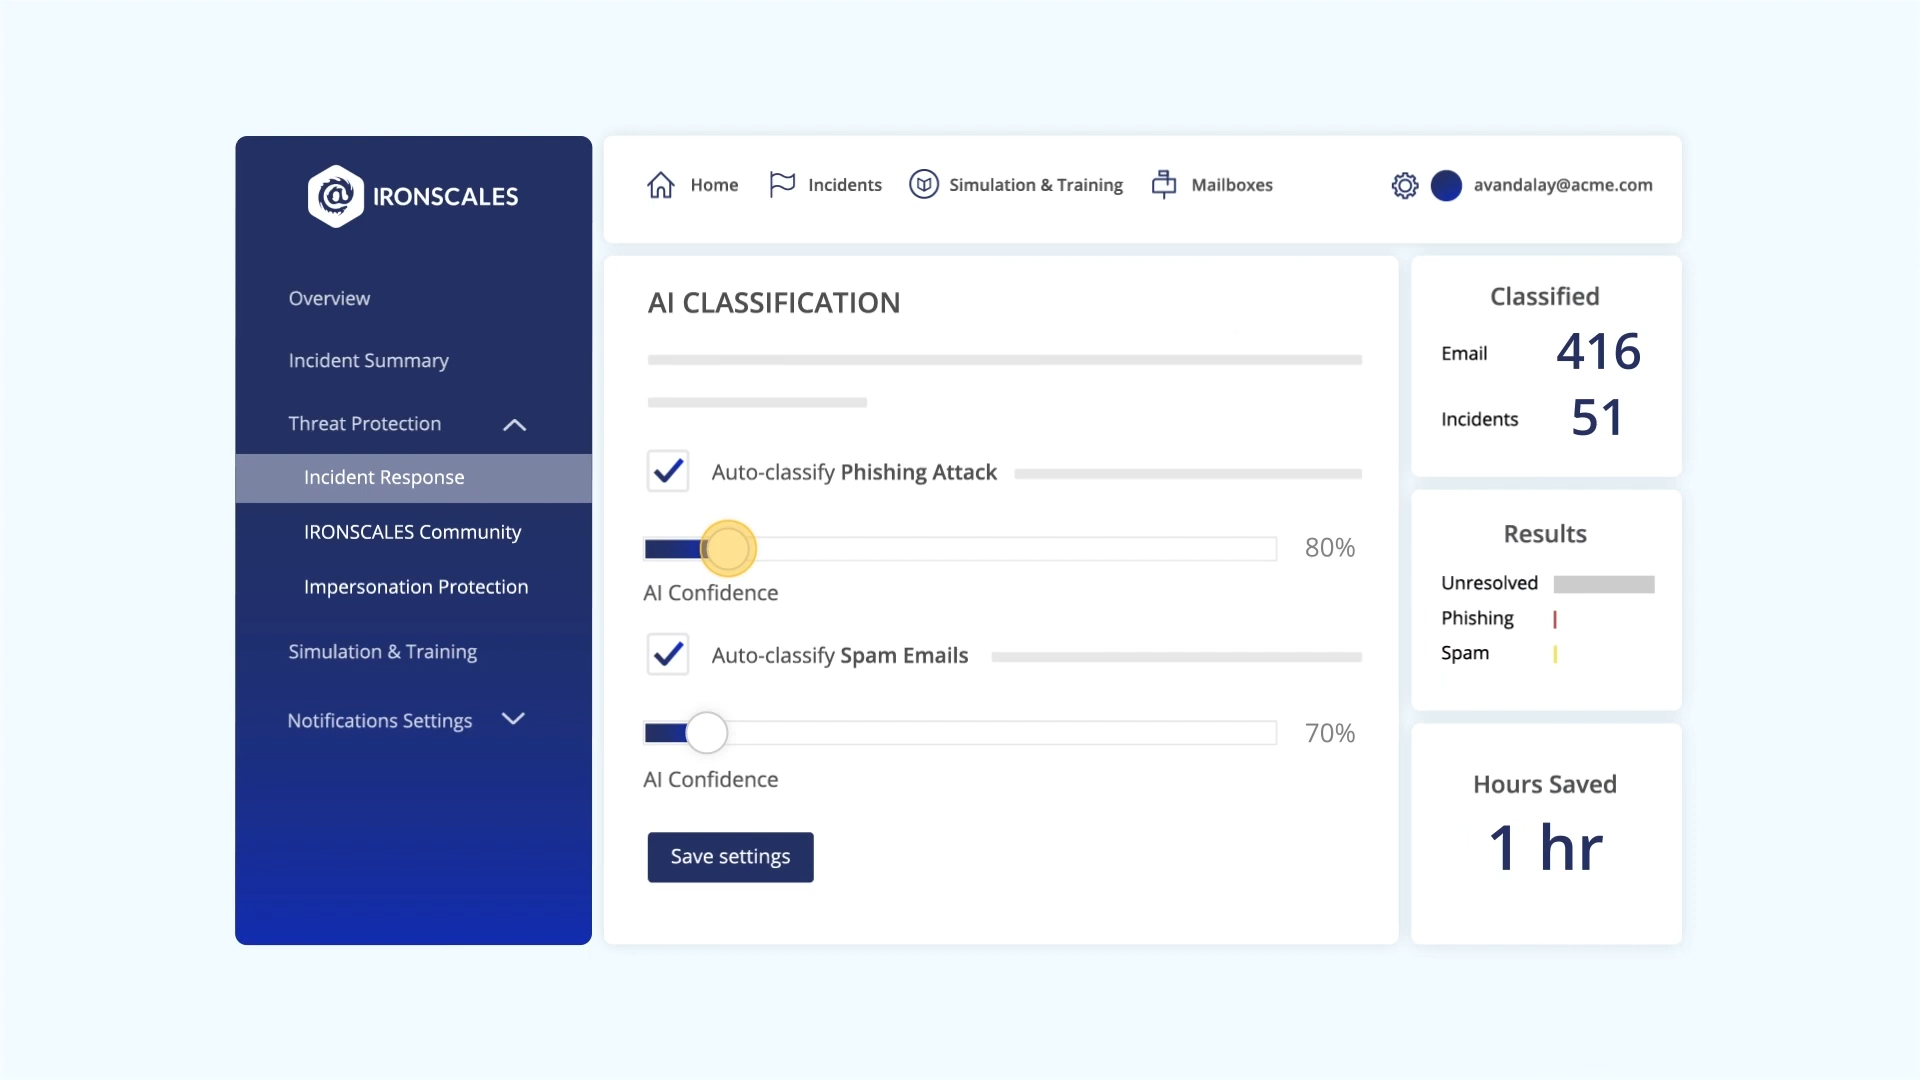 IRONSCALES
Overview
Incident Summary
Threat Protection
Incident Response
IRONSCALES Community
Impersonation Protection
Simulation & Training
Notifications Settings
Home
Incidents
Simulation & Training
Mailboxes
avandalay@acme.com
AI CLASSIFICATION
Auto-classify Phishing Attack
80%
AI Confidence
Auto-classify Spam Emails
70%
AI Confidence
Save settings
Classified
Email 416
Incidents 51
Results
Unresolved
Phishing
Spam
Hours Saved
1 hr